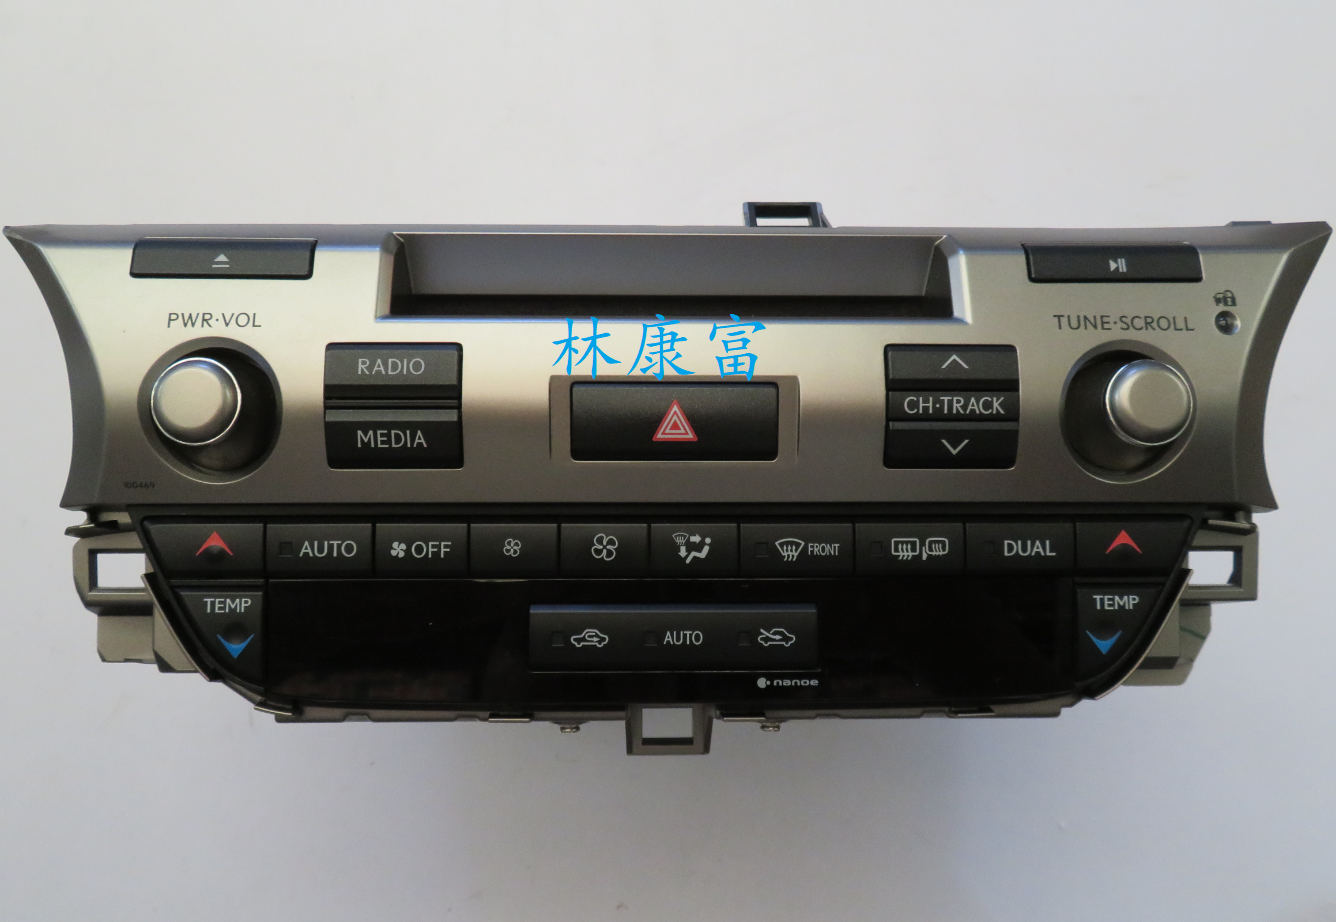 PWR·VOL
TUNE·SCROLL
林康富
RADIO
MEDIA
CH·TRACK
100469
AUTO
OFF
FRONT
DUAL
TEMP
TEMP
AUTO
nanoe